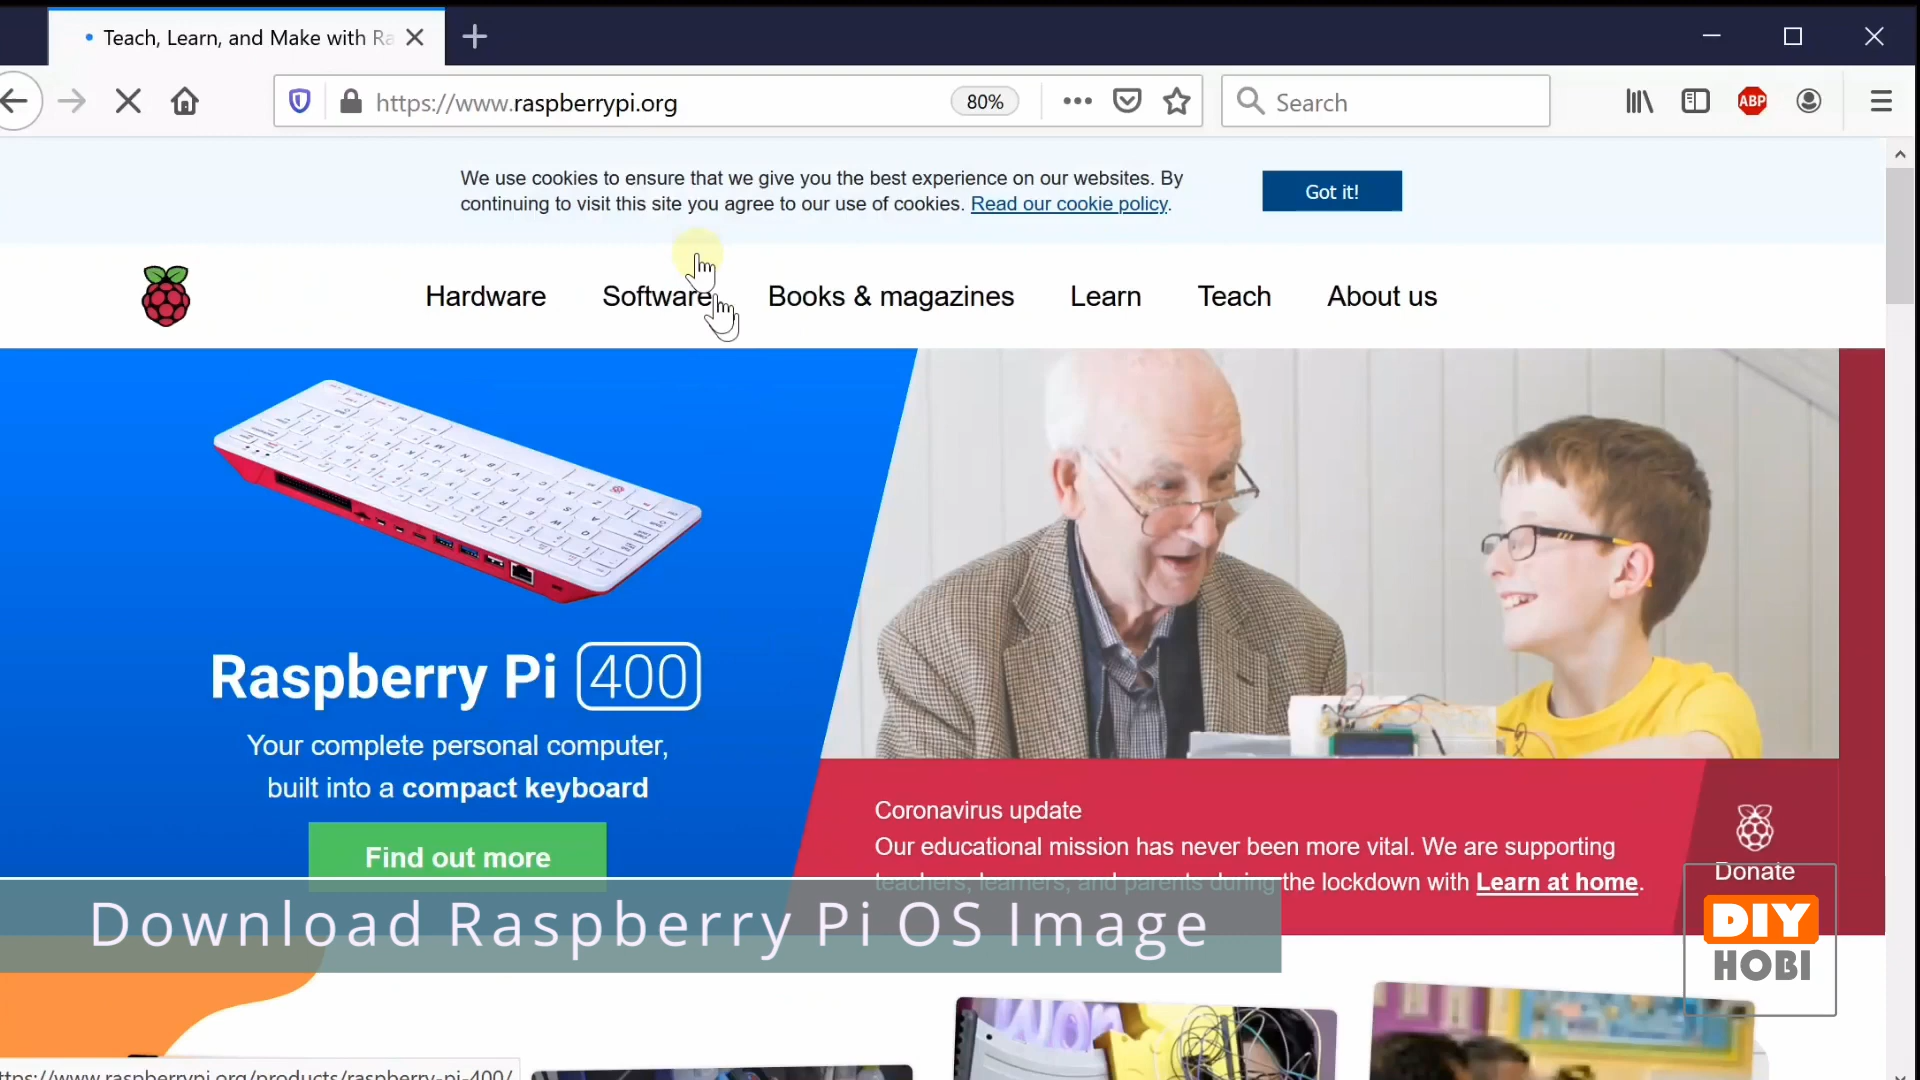 Teach, Learn, and Make with Ra
https://www.raspberrypi.org
80%
Search
ABP
We use cookies to ensure that we give you the best experience on our websites. By
continuing to visit this site you agree to our use of cookies. Read our cookie policy.
Got it!
Hardware
Software
Books & magazines
Learn
Teach
About us
Raspberry Pi 400
Your complete personal computer,
built into a compact keyboard
Find out more
Coronavirus update
Our educational mission has never been more vital. We are supporting
teachers, learners, and parents during the lockdown with Learn at home.
Donate
Download Raspberry Pi OS Image
DIY
HOBI
ttps://www.raspberrypi.org/products/raspberry-pi-400/